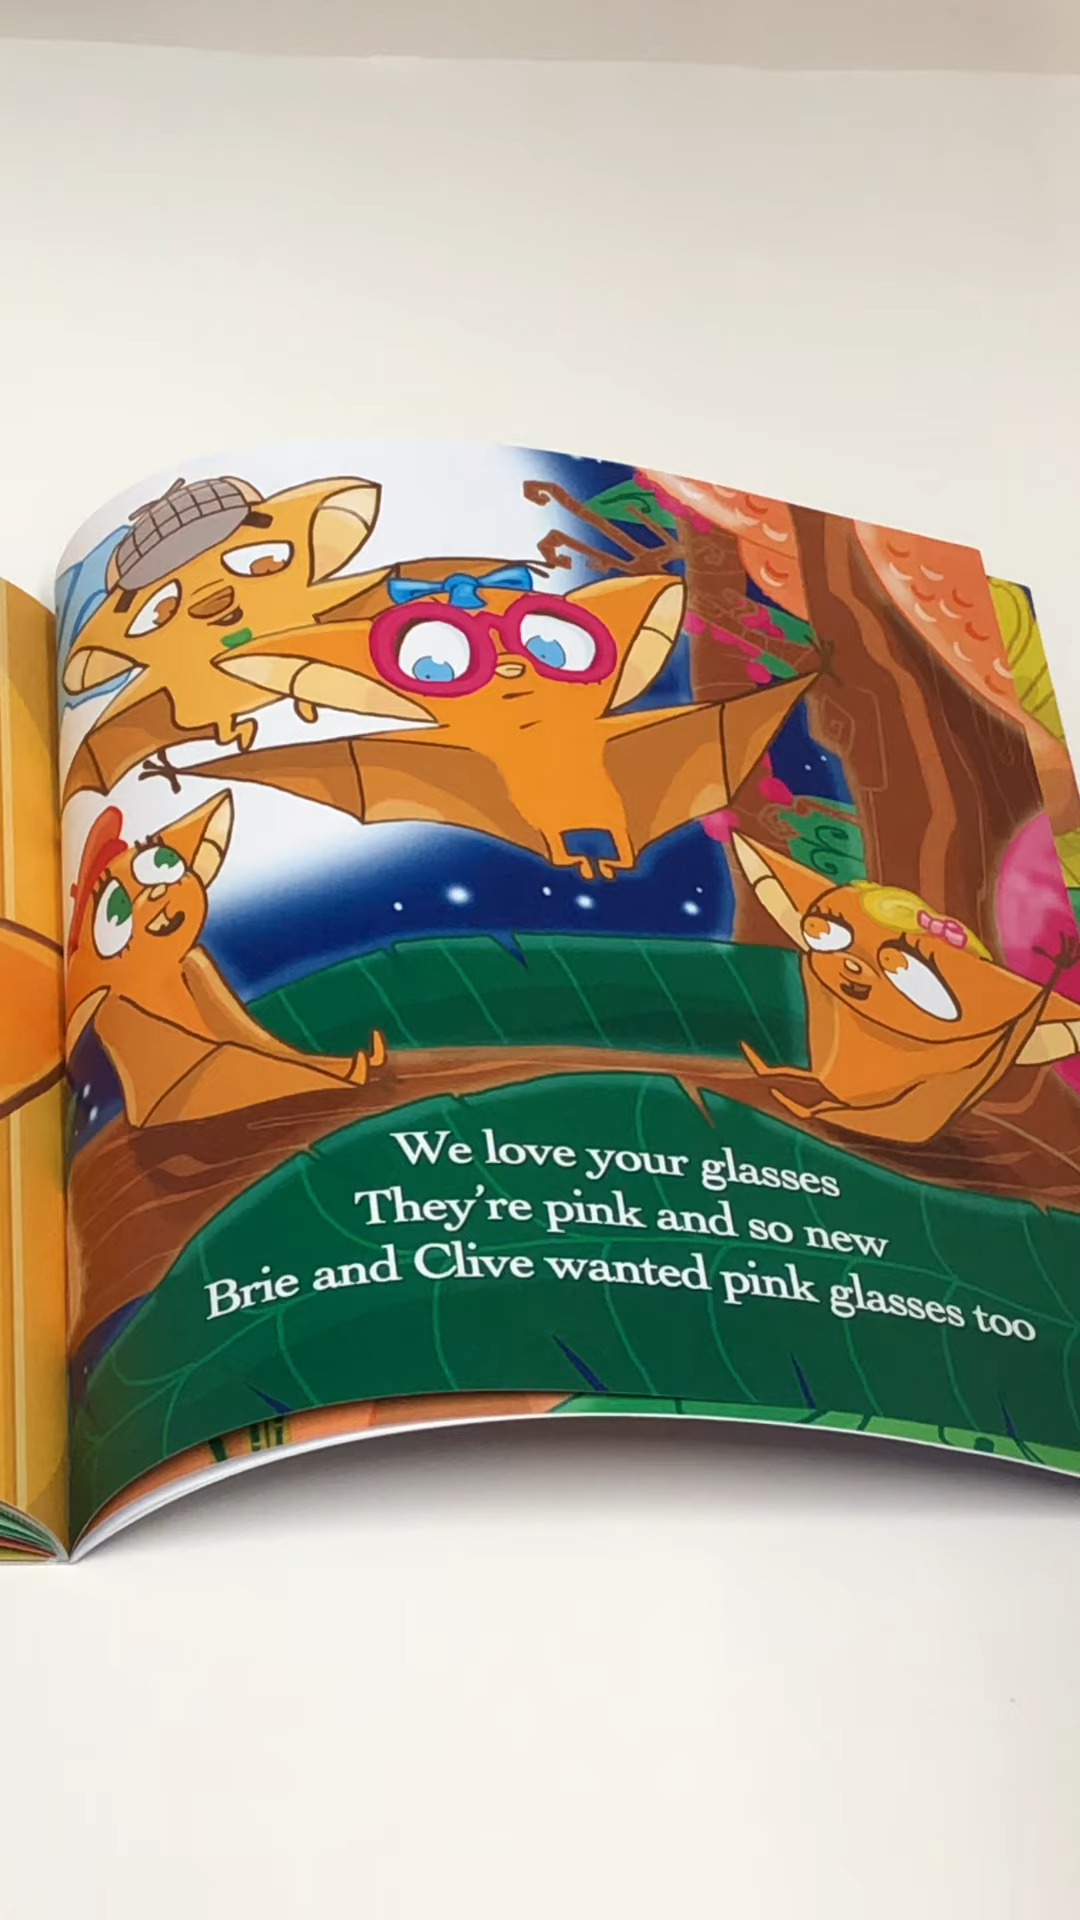 We love your glasses
They're pink and so new
Brie and Clive wanted pink glasses too